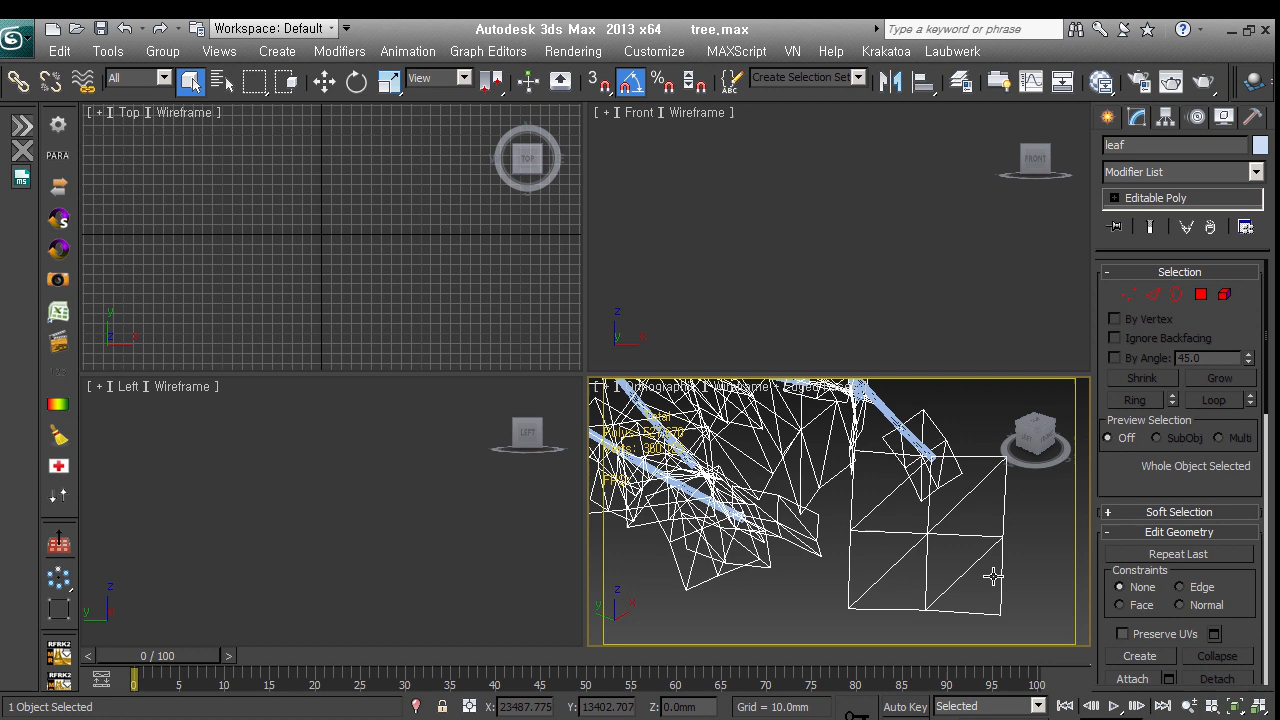 Workspace: Default
Autodesk 3ds Max 2013 x64 tree.max
Type a keyword or phrase
Edit Tools Group Views Create Modifiers Animation Graph Editors Rendering Customize MAXScript VN Help Krakatoa Laubwerk
All
View
3
ABC
Create Selection Set
[ + ] Top ] Wireframe ]
TOP
y
z x
[ + ] Front ] Wireframe ]
FRONT
z
y x
[ + ] Left ] Wireframe ]
LEFT
z
y
Total
z
y x
PARA
S
ms
RFRK2
RFRK2
leaf
Modifier List
Editable Poly
Selection
By Vertex
Ignore Backfacing
By Angle: 45.0
Shrink Grow
Ring Loop
Preview Selection
Off SubObj Multi
Whole Object Selected
Soft Selection
Edit Geometry
Repeat Last
Constraints
None Edge
Face Normal
Preserve UVs
Create Collapse
Attach Detach
< 0 / 100 >
0 5 10 15 20 25 30 35 40 45 50 55 60 65 70 75 80 85 90 95 100
1 Object Selected X: 23487.775 Y: 13402.707 Z: 0.0mm Grid = 10.0mm Auto Key Selected